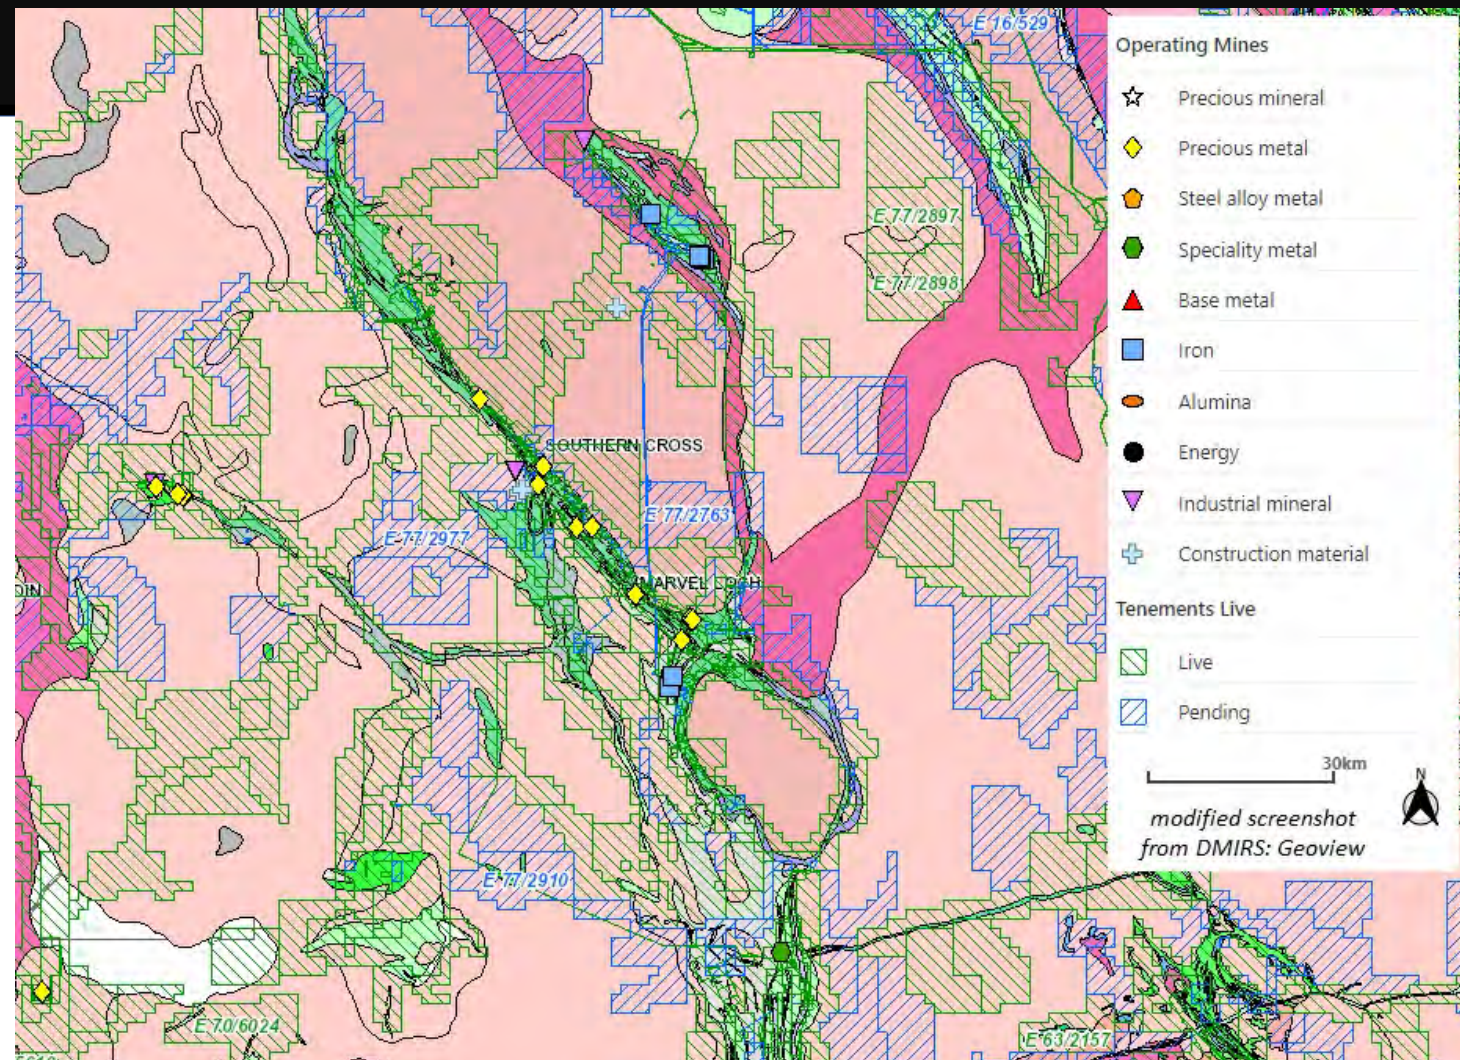 E 16/529
Operating Mines
Precious mineral
Precious metal
Steel alloy metal
E 77/2897
Speciality metal
E 77/2898
Base metal
Iron
Alumina
SOUTHERN CROSS
Energy
Industrial mineral
E 77/2763
E 77/2977
Construction material
MARVEL LOCH
Tenements Live
Live
Pending
30km
N
modified screenshot
from DMIRS: Geoview
E 77/2910
E 70/6024
E 63/2157